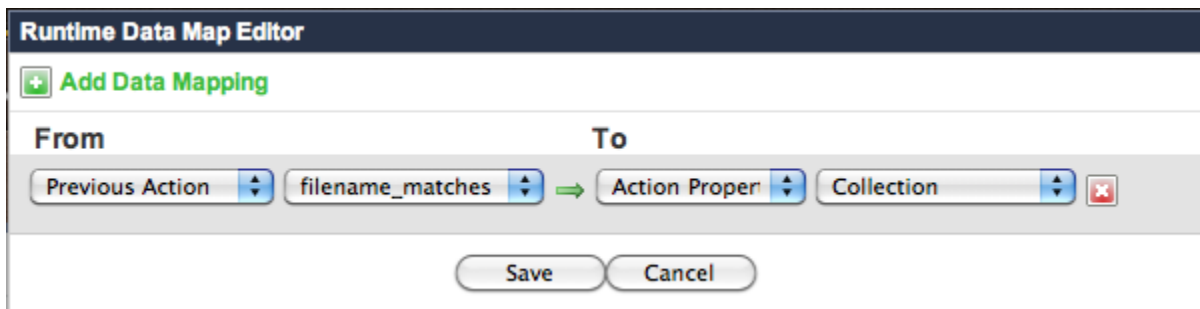 Runtime Data Map Editor
Add Data Mapping
From To
Previous Action filename_matches Action Propert Collection
Save Cancel